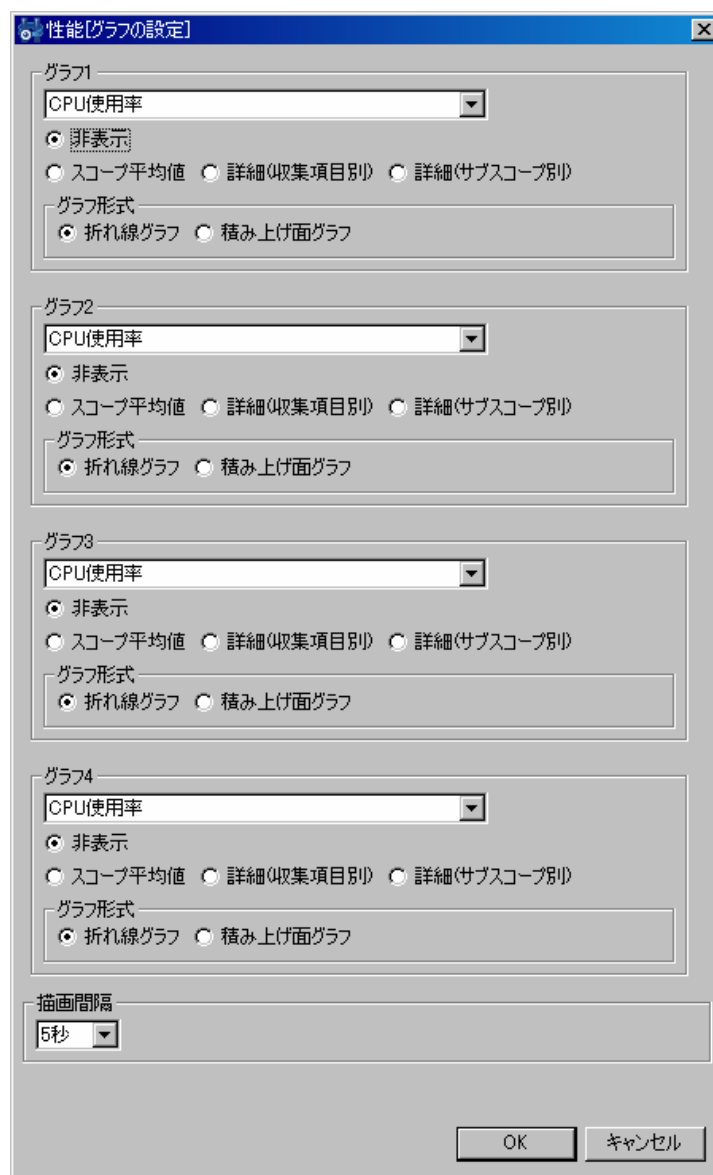 性能[グラフの設定]
グラフ1
CPU使用率
非表示
スコープ平均値 詳細(収集項目別) 詳細(サブスコープ別)
グラフ形式
折れ線グラフ 積み上げ面グラフ
グラフ2
CPU使用率
非表示
スコープ平均値 詳細(収集項目別) 詳細(サブスコープ別)
グラフ形式
折れ線グラフ 積み上げ面グラフ
グラフ3
CPU使用率
非表示
スコープ平均値 詳細(収集項目別) 詳細(サブスコープ別)
グラフ形式
折れ線グラフ 積み上げ面グラフ
グラフ4
CPU使用率
非表示
スコープ平均値 詳細(収集項目別) 詳細(サブスコープ別)
グラフ形式
折れ線グラフ 積み上げ面グラフ
描画間隔
5秒
OK キャンセル